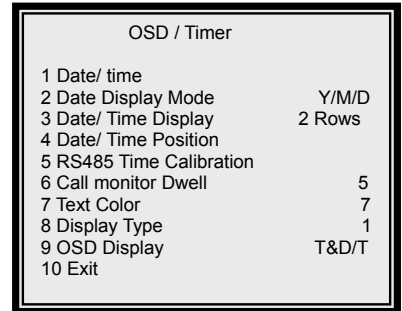 OSD / Timer
1 Date/ time
2 Date Display Mode Y/M/D
3 Date/ Time Display 2 Rows
4 Date/ Time Position
5 RS485 Time Calibration
6 Call monitor Dwell 5
7 Text Color 7
8 Display Type 1
9 OSD Display T&D/T
10 Exit